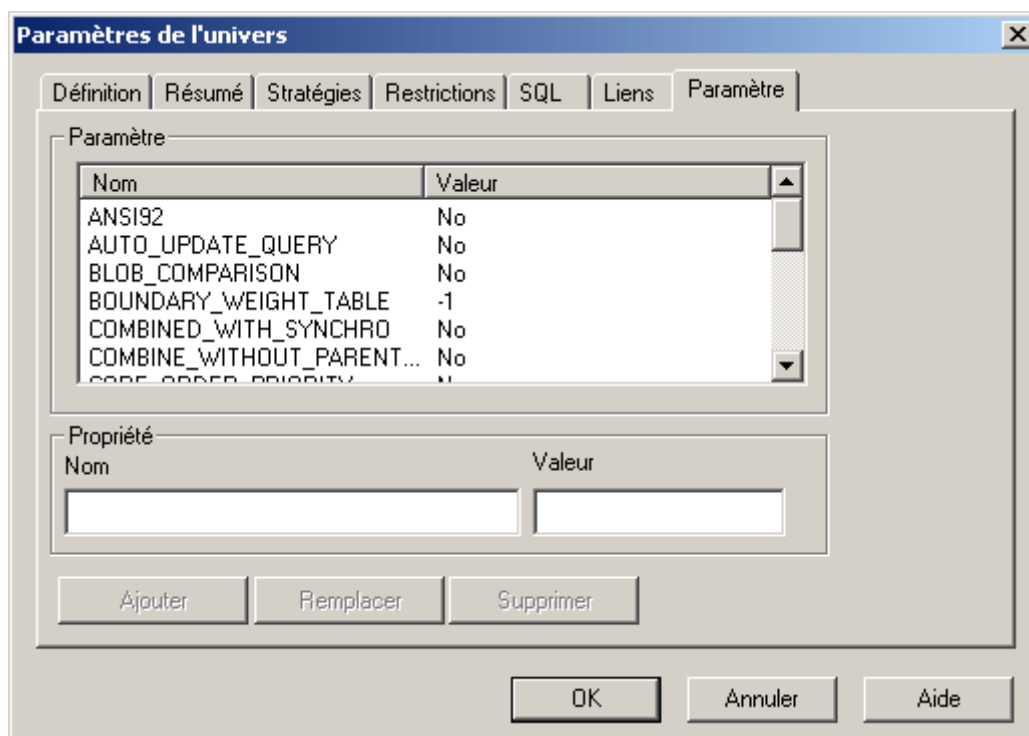 Paramètres de l'univers
Définition Résumé Stratégies Restrictions SQL Liens Paramètre
Paramètre
Nom Valeur
ANSI92 No
AUTO_UPDATE_QUERY No
BLOB_COMPARISON No
BOUNDARY_WEIGHT_TABLE -1
COMBINED_WITH_SYNCHRO No
COMBINE_WITHOUT_PARENT... No
Propriété
Nom Valeur
Ajouter Remplacer Supprimer
OK Annuler Aide